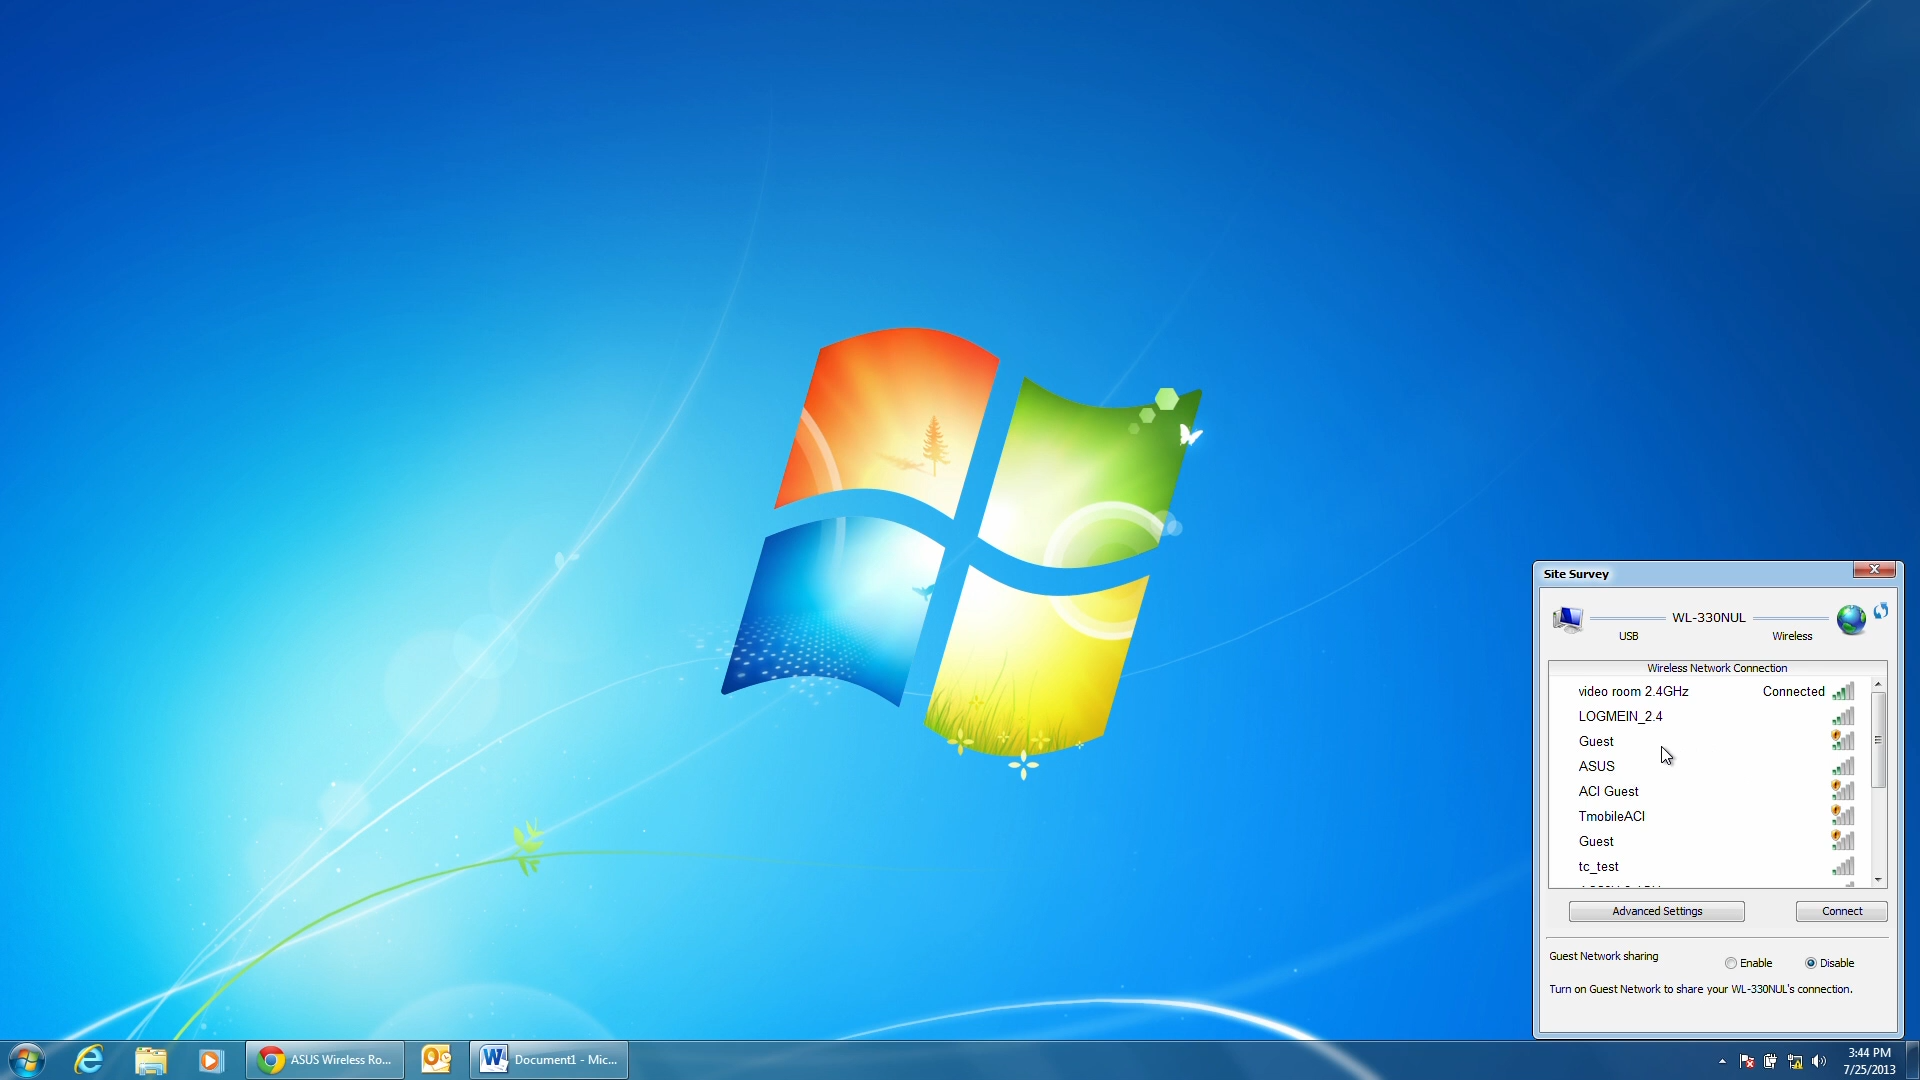 Site Survey
WL-330NUL
USB
Wireless
Wireless Network Connection
video room 2.4GHz Connected
LOGMEIN_2.4
Guest
ASUS
ACI Guest
TmobileACI
Guest
tc_test
Advanced Settings Connect
Guest Network sharing Enable Disable
Turn on Guest Network to share your WL-330NUL's connection.
ASUS Wireless Ro...
Document1 - Mic...
3:44 PM
7/25/2013